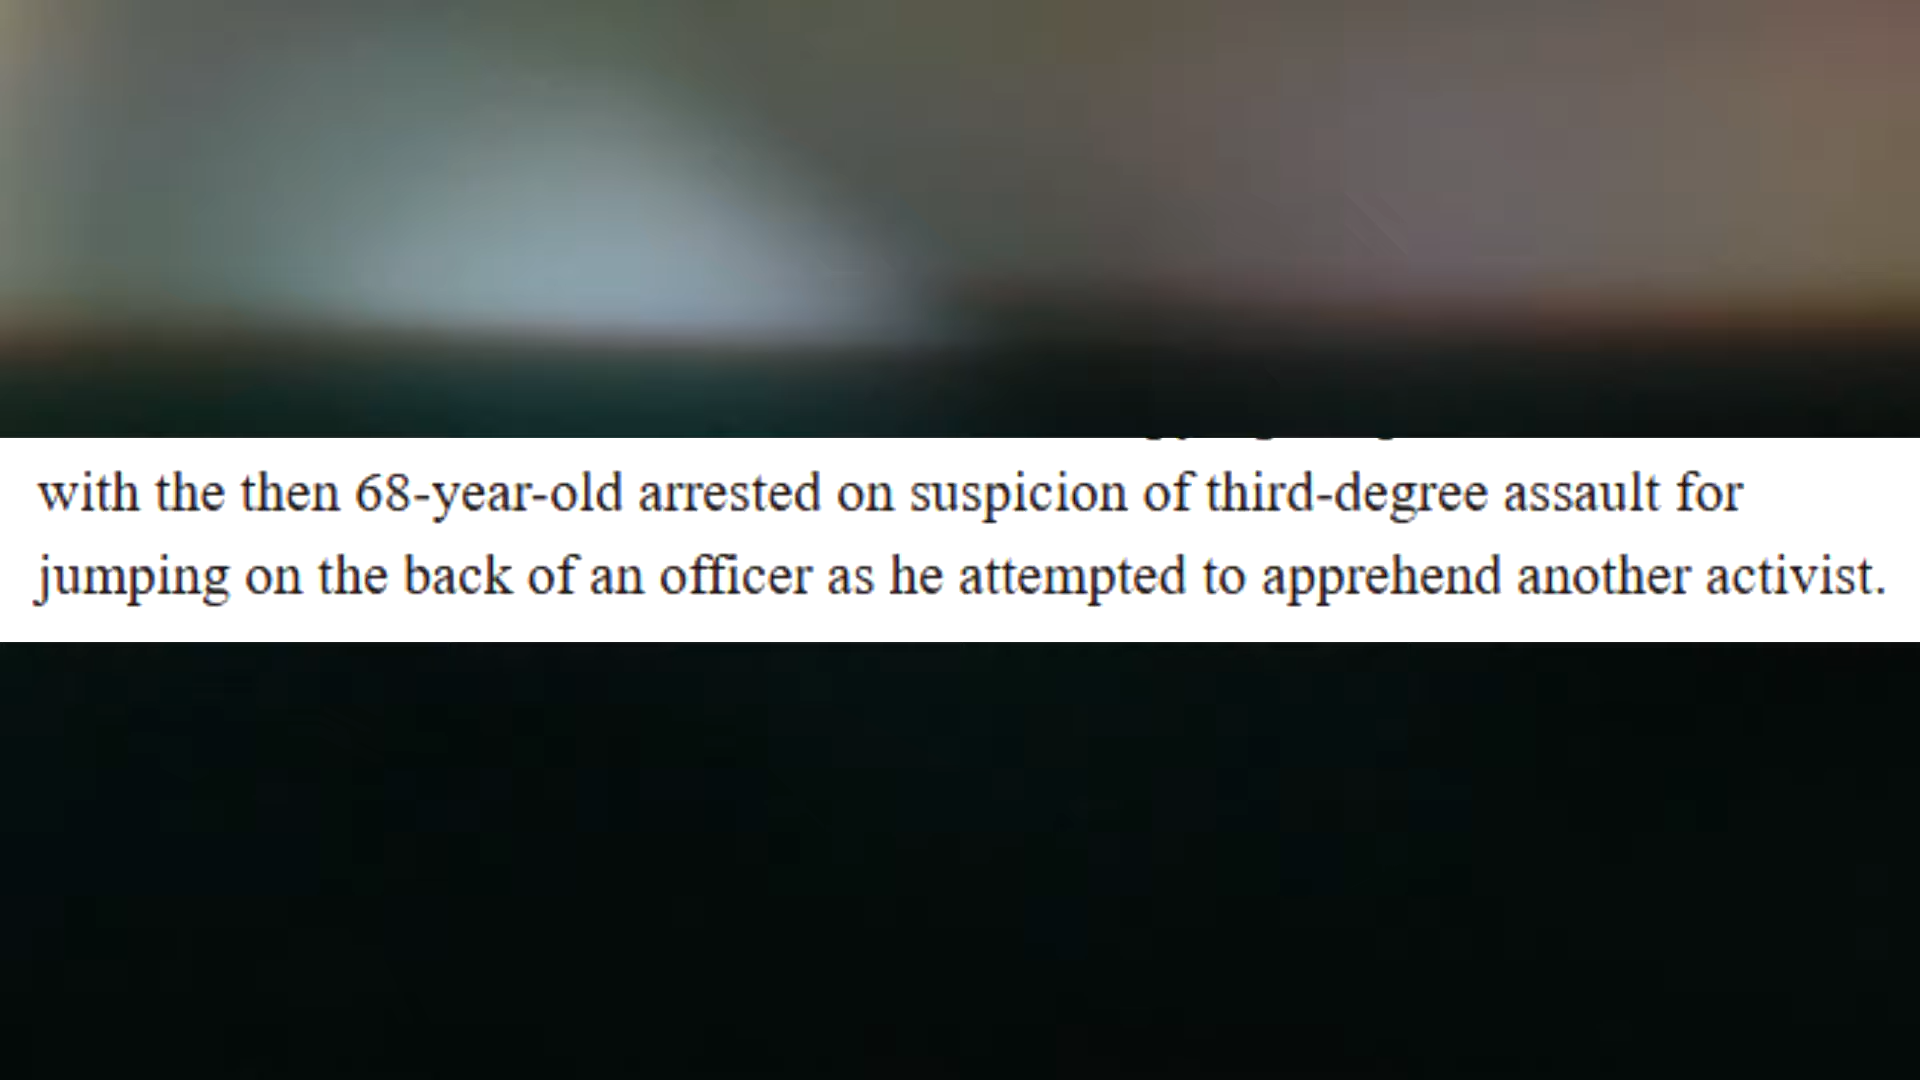 with the then 68-year-old arrested on suspicion of third-degree assault for
jumping on the back of an officer as he attempted to apprehend another activist.